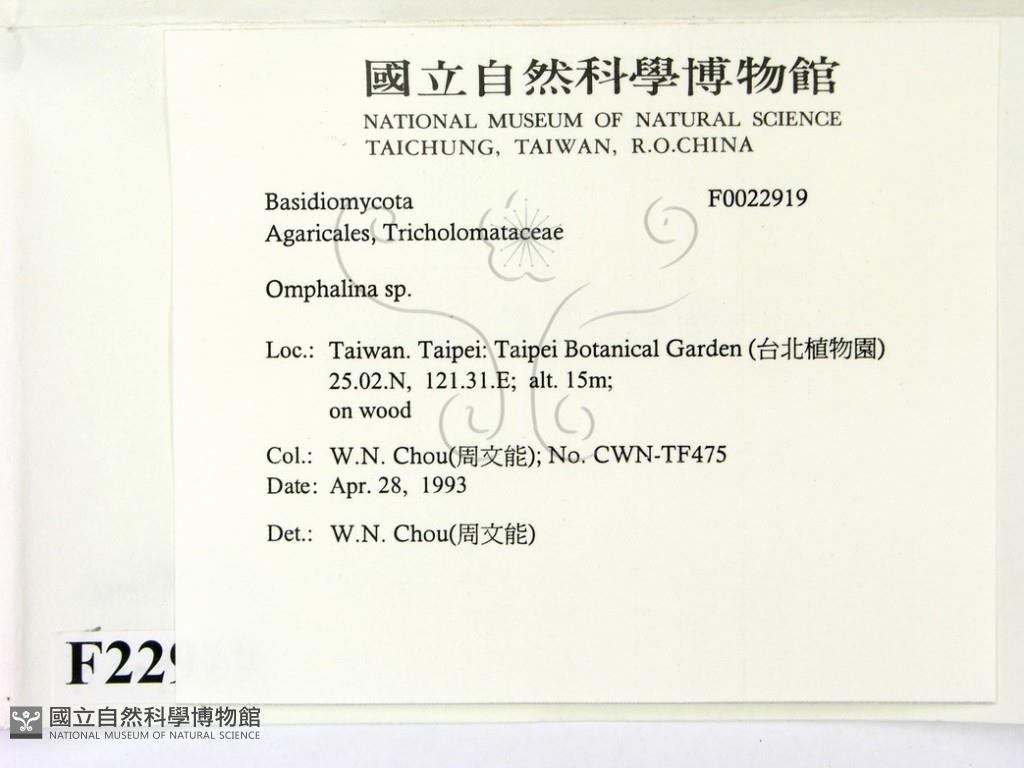 國立自然科學博物館
NATIONAL MUSEUM OF NATURAL SCIENCE
TAICHUNG, TAIWAN, R.O.CHINA
Basidiomycota F0022919
Agaricales, Tricholomataceae
Omphalina sp.
Loc.: Taiwan. Taipei: Taipei Botanical Garden (台北植物園)
25.02.N, 121.31.E; alt. 15m;
on wood
Col.: W.N. Chou(周文能); No. CWN-TF475
Date: Apr. 28, 1993
Det.: W.N. Chou(周文能)
F229
國立自然科學博物館
NATIONAL MUSEUM OF NATURAL SCIENCE